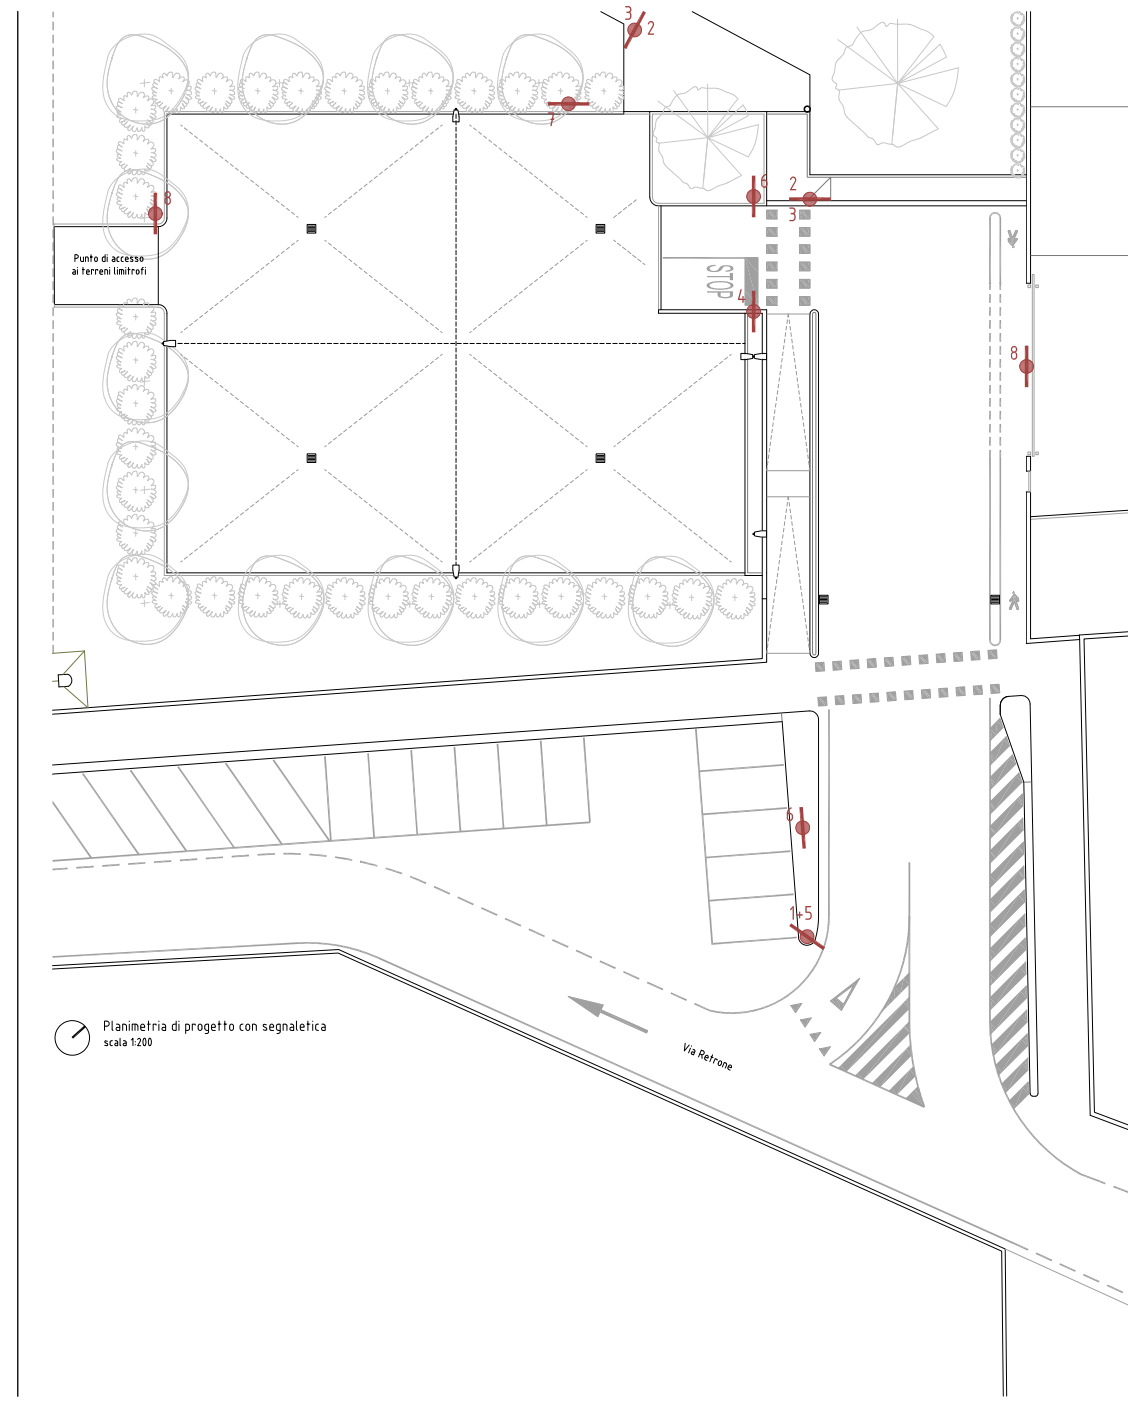 3
2
7
8
6
2
3
Punto di accesso
ai terreni limitrofi
STOP
4
8
6
1+5
Planimetria di progetto con segnaletica
scala 1:200
Via Retrone